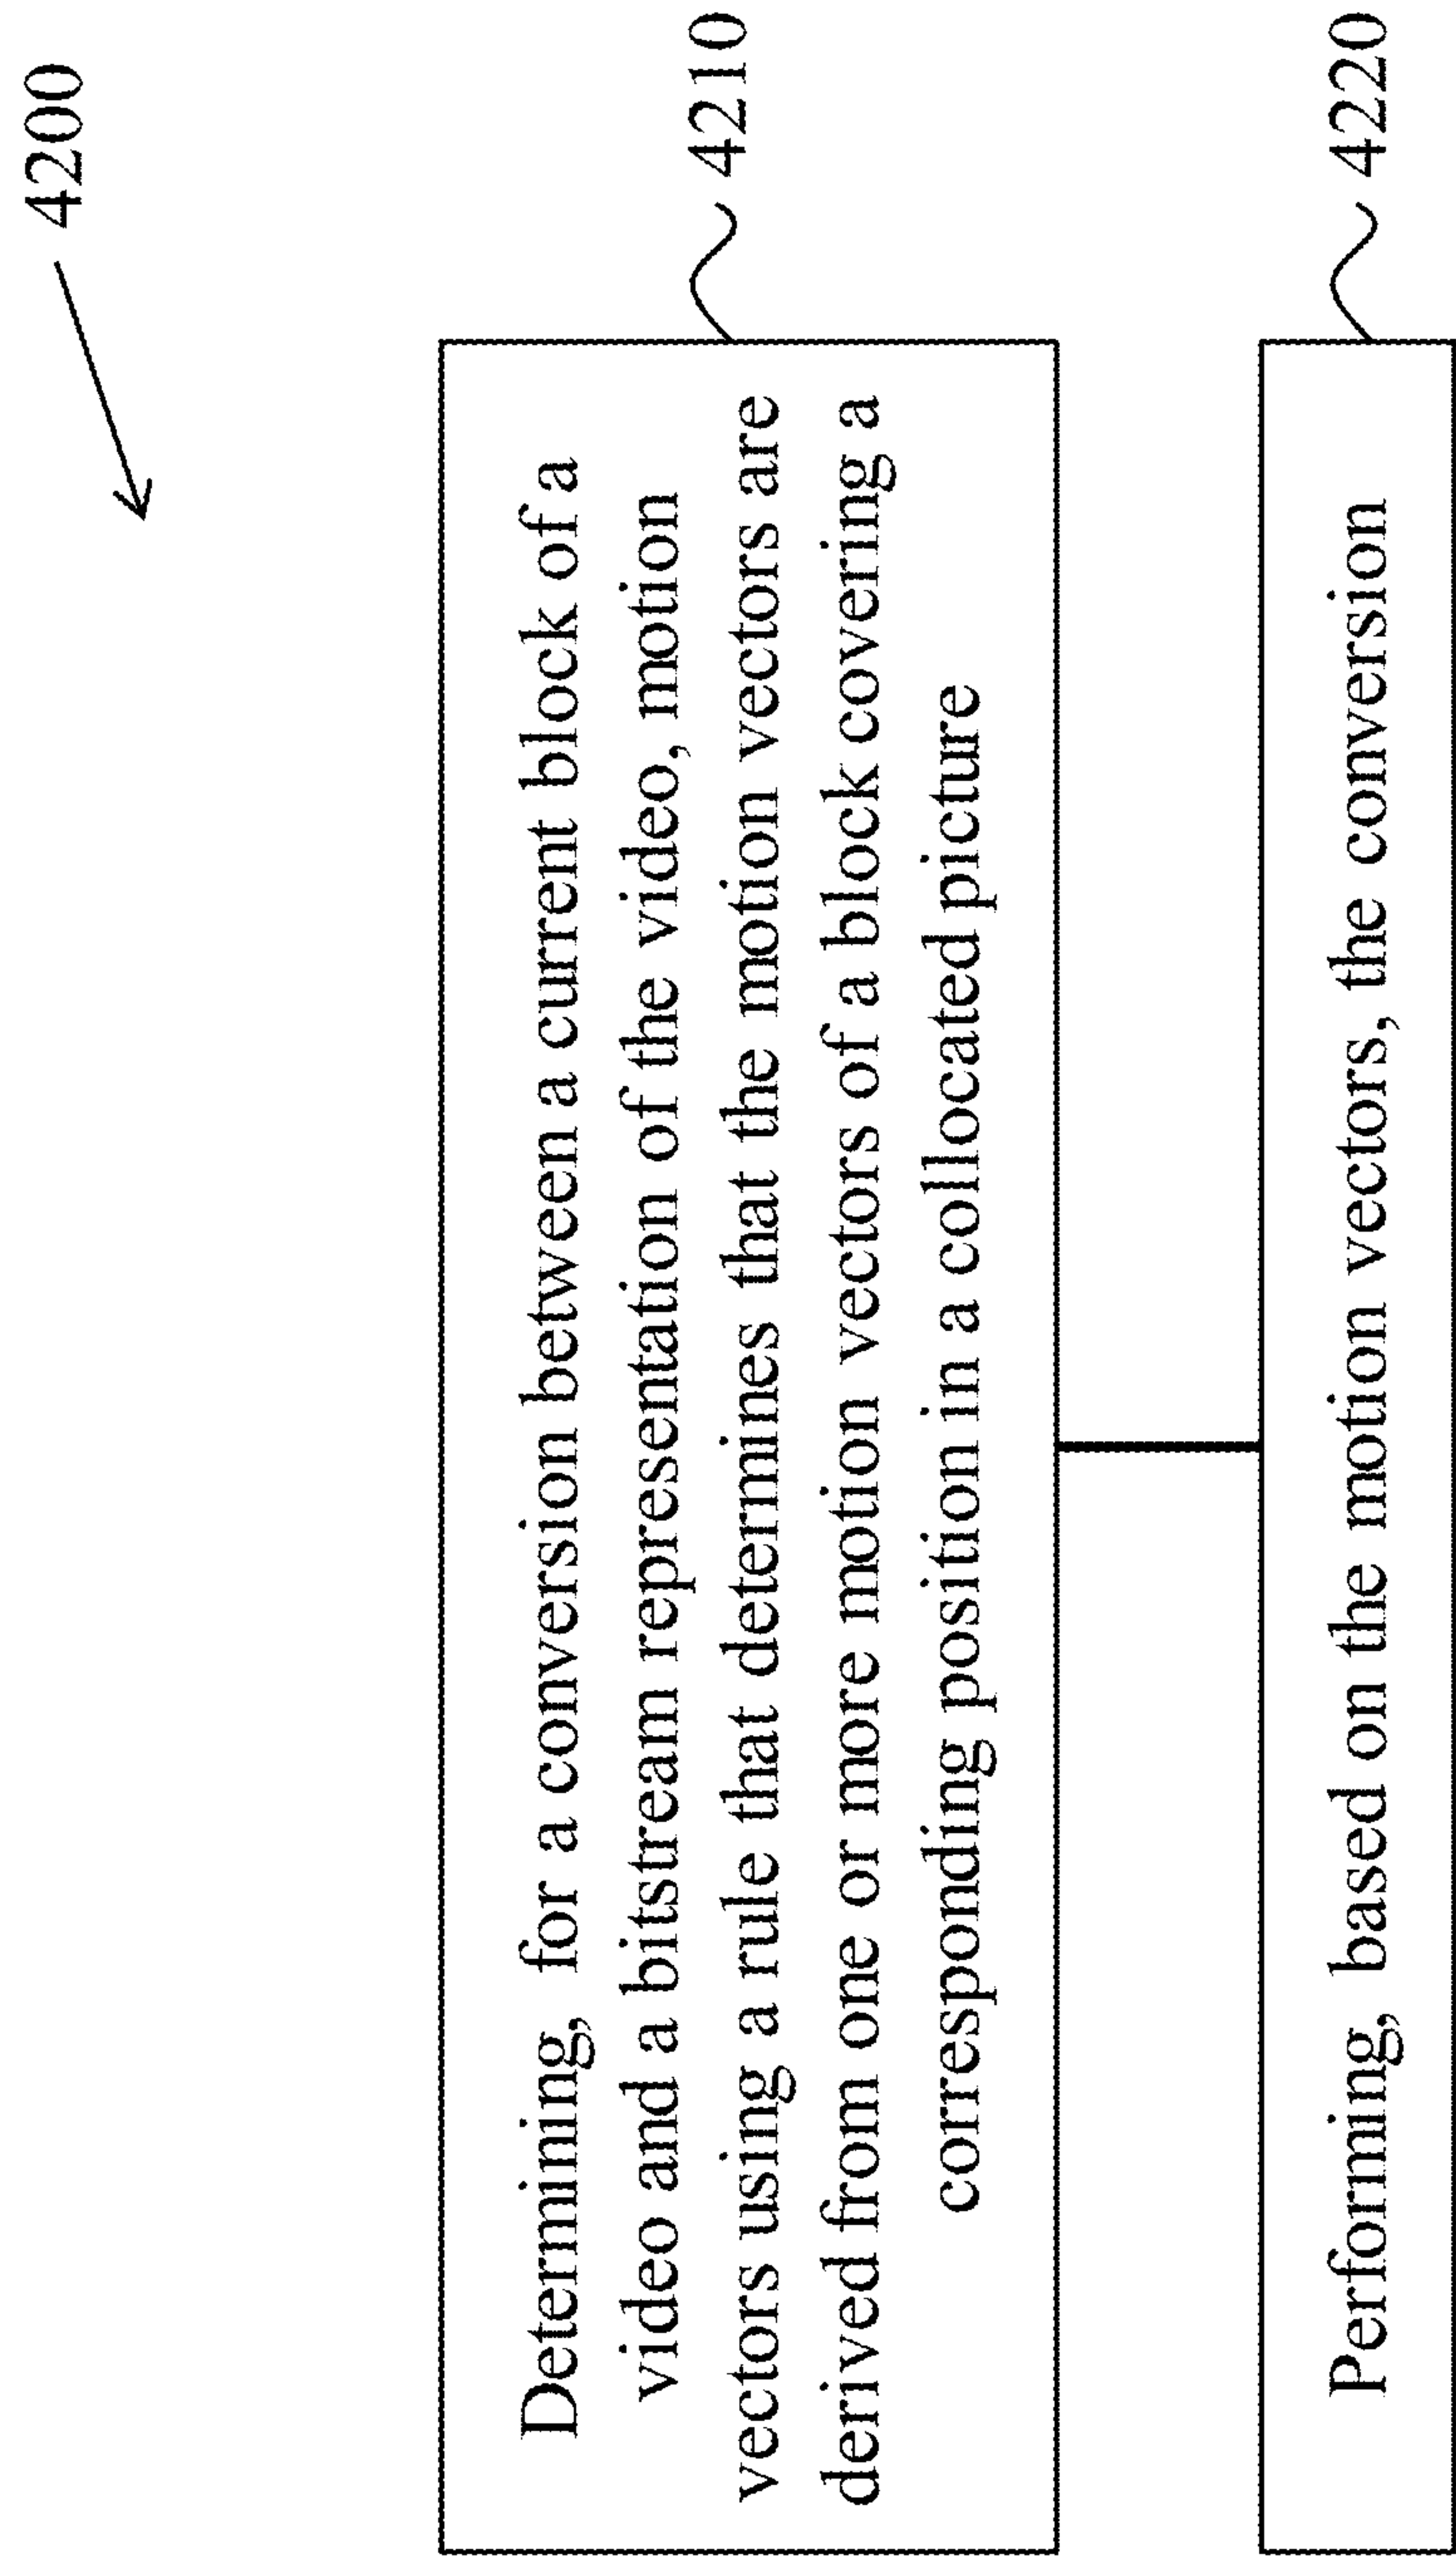 4200
Determining, for a conversion between a current block of a
video and a bitstream representation of the video, motion
vectors using a rule that determines that the motion vectors are
derived from one or more motion vectors of a block covering a
corresponding position in a collocated picture
4210
Performing, based on the motion vectors, the conversion
4220